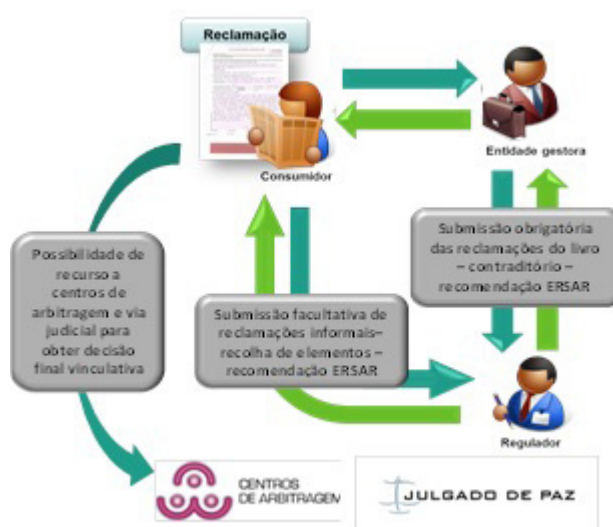 Reclamação
Consumidor
Entidade gestora
Possibilidade de
recurso a
centros de
arbitragem e via
judicial para
obter decisão
final vinculativa
Submissão facultativa de
reclamações informais–
recolha de elementos –
recomendação ERSAR
Submissão obrigatória
das reclamações do livro
– contraditório –
recomendação ERSAR
Regulador
CENTROS
DE ARBITRAGEM
JULGADO DE PAZ